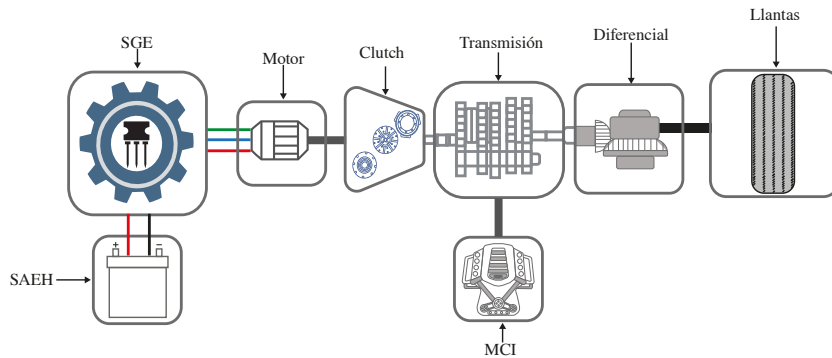 Llantas
SGE
Transmisión
Diferencial
Clutch
Motor
+
−
SAEH
MCI